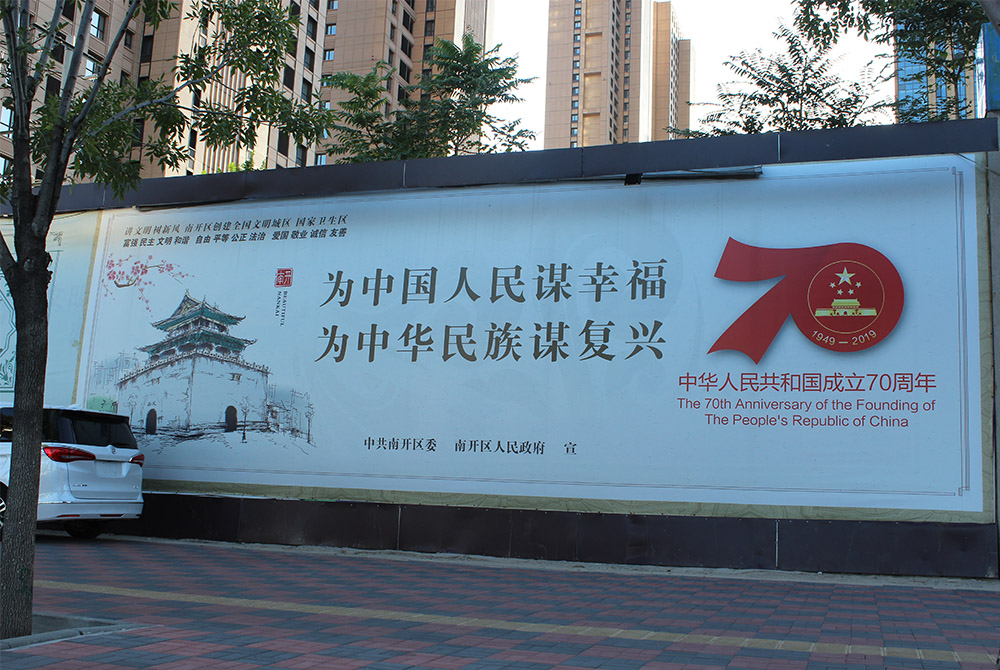 讲文明 树新风 南开区创建全国文明城区 国家卫生区
富强 民主 文明 和谐 自由 平等 公正 法治 爱国 敬业 诚信 友善
BEAUTIFUL
NANKAI
为中国人民谋幸福
为中华民族谋复兴
70
1949 — 2019
中华人民共和国成立70周年
The 70th Anniversary of the Founding of
The People's Republic of China
中共南开区委 南开区人民政府 宣